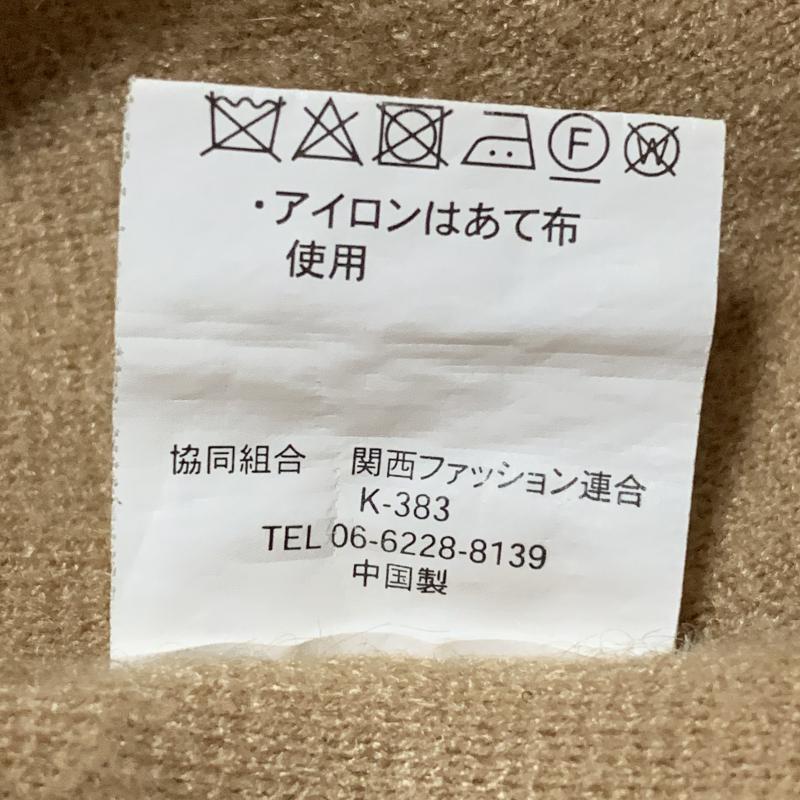 F W
・アイロンはあて布
使用
協同組合 関西ファッション連合
K-383
TEL 06-6228-8139
中国製